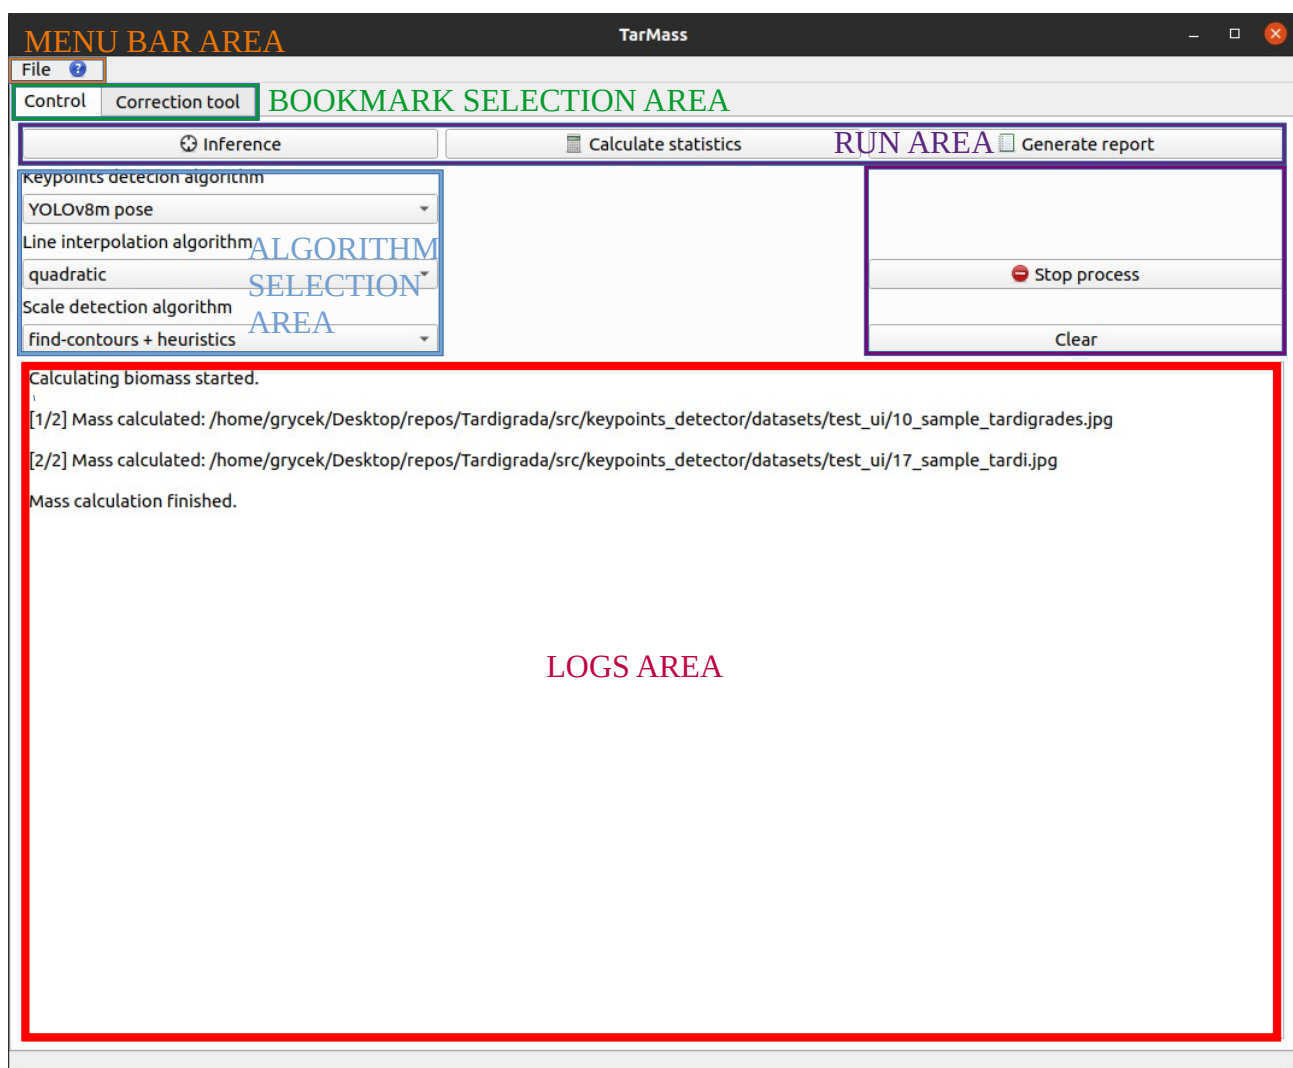 MENU BAR AREA
TarMass
File
Control
Correction tool
BOOKMARK SELECTION AREA
Inference
Calculate statistics
RUN AREA
Generate report
Keypoints detecion algorithm
YOLOv8m pose
Line interpolation algorithm
quadratic
Scale detection algorithm
find-contours + heuristics
ALGORITHM
SELECTION
AREA
Stop process
Clear
Calculating biomass started.
[1/2] Mass calculated: /home/grycek/Desktop/repos/Tardigrada/src/keypoints_detector/datasets/test_ui/10_sample_tardigrades.jpg
[2/2] Mass calculated: /home/grycek/Desktop/repos/Tardigrada/src/keypoints_detector/datasets/test_ui/17_sample_tardi.jpg
Mass calculation finished.
LOGS AREA